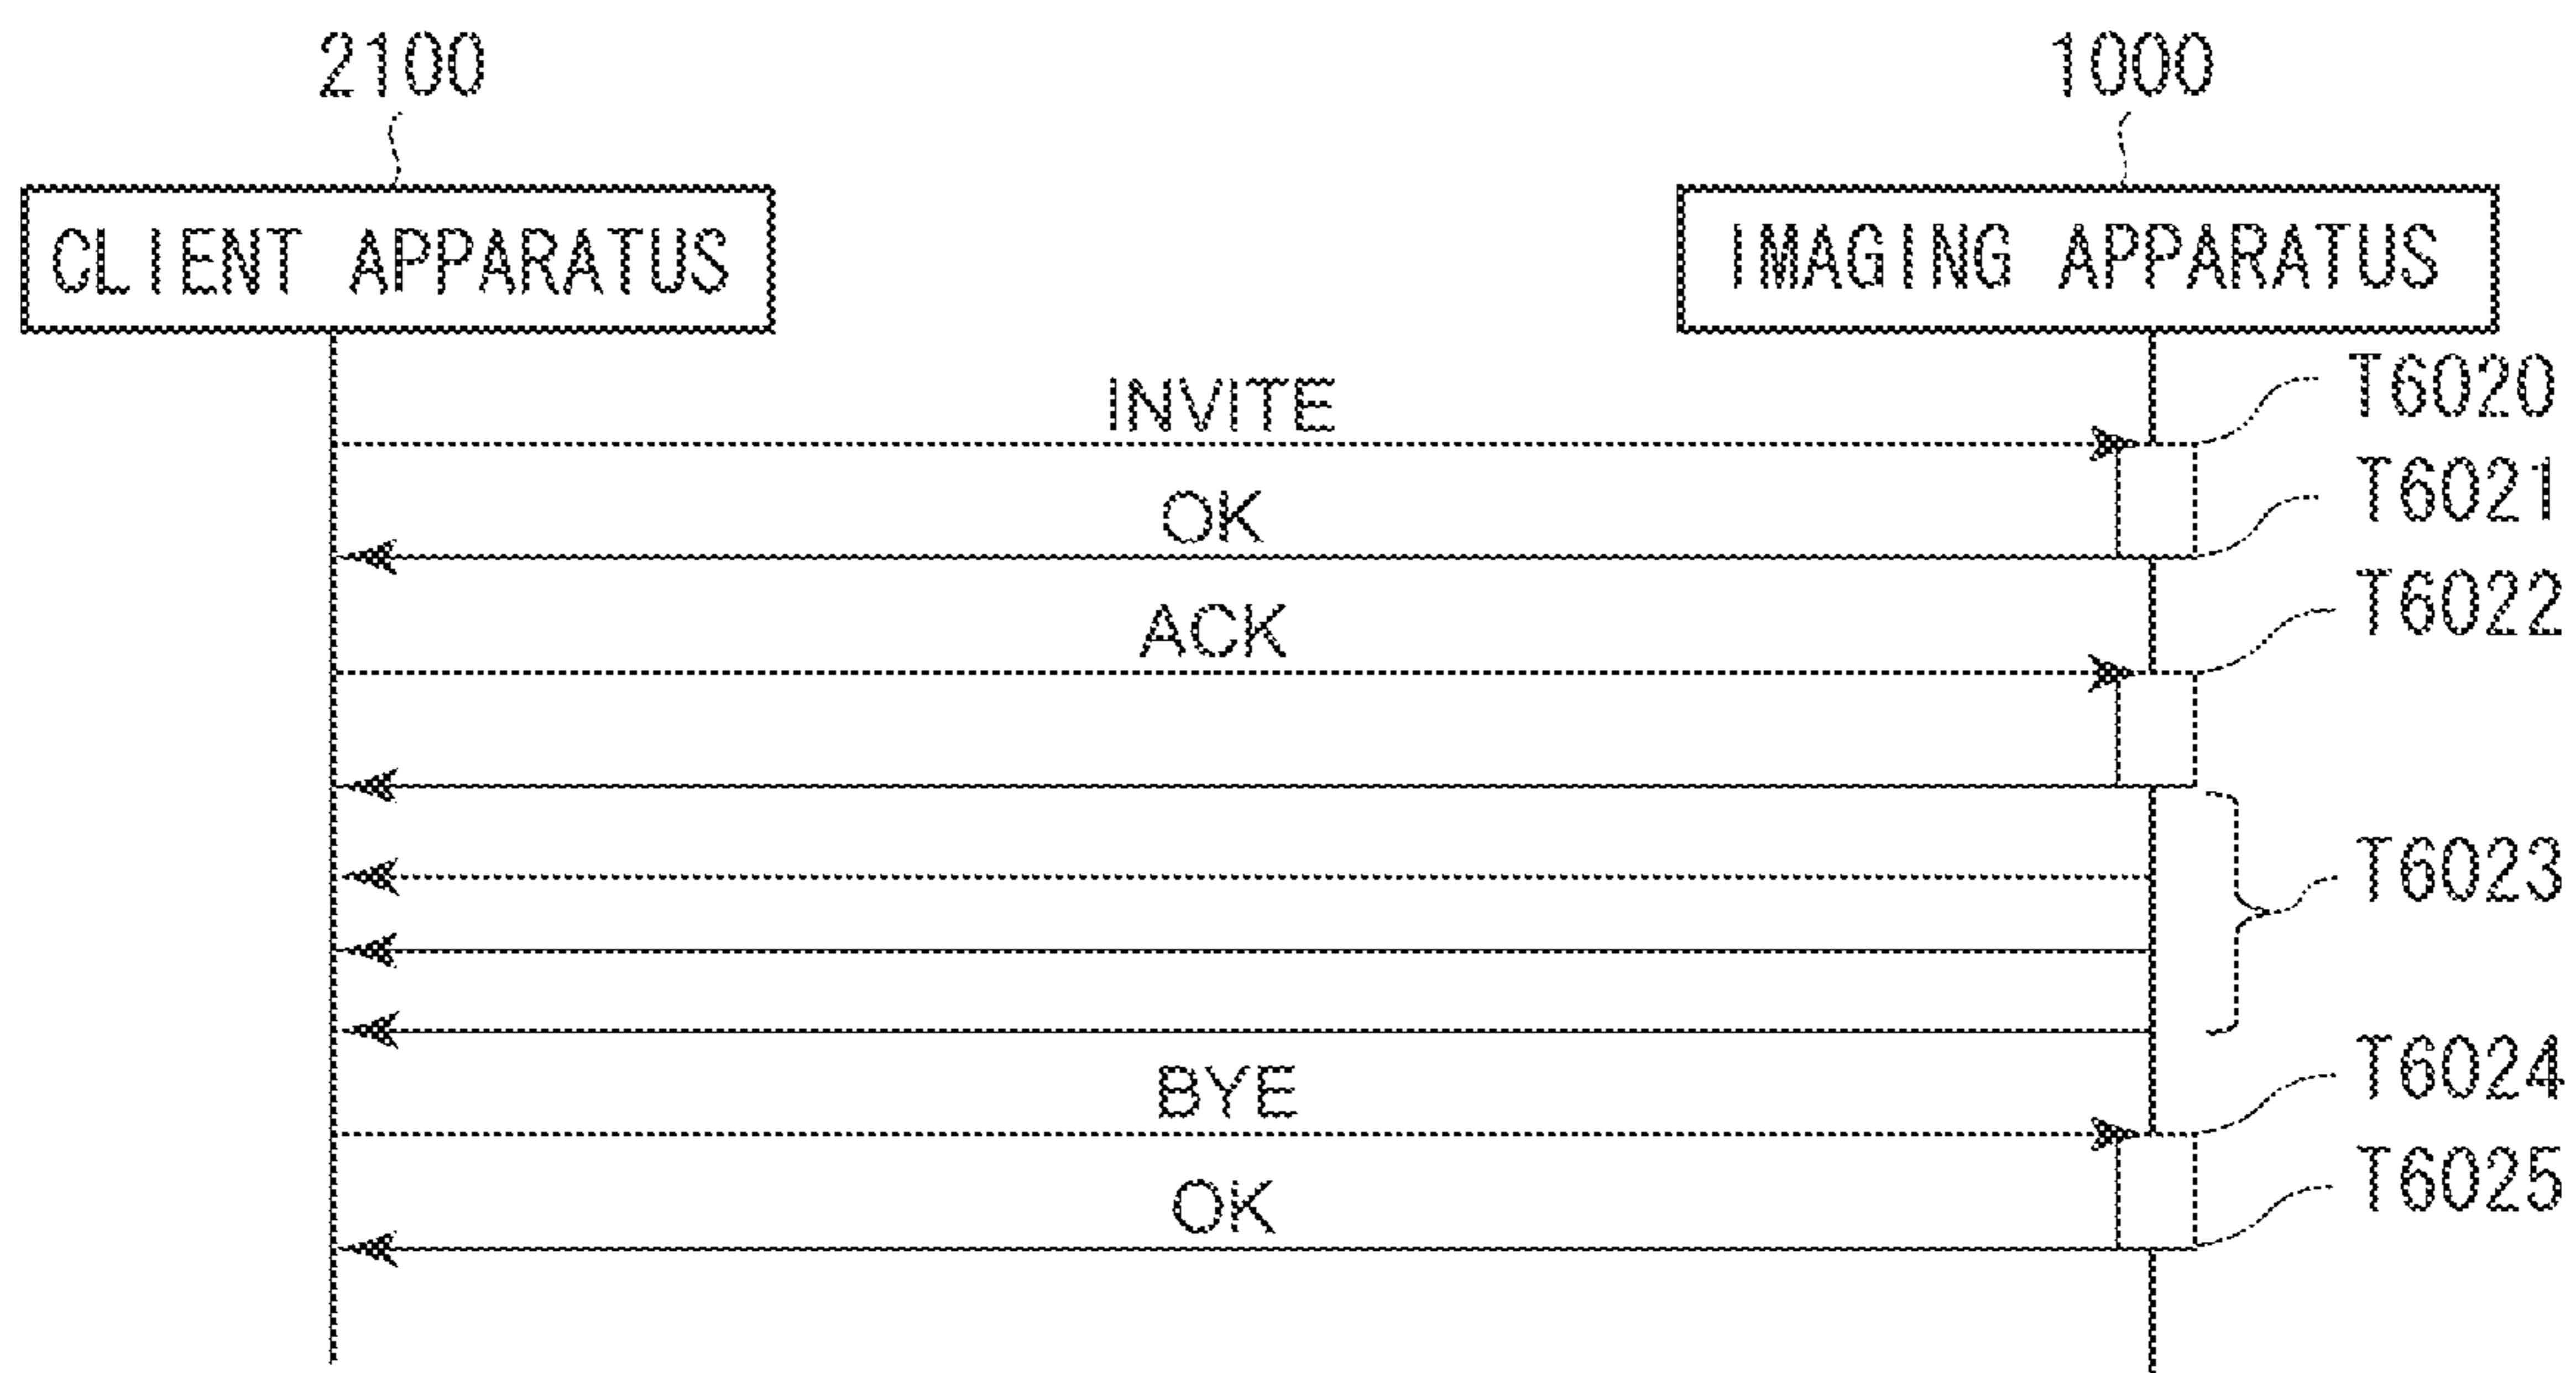 2100
1000
CLIENT APPARATUS
IMAGING APPARATUS
INVITE
T6020
OK
T6021
ACK
T6022
T6023
BYE
T6024
OK
T6025